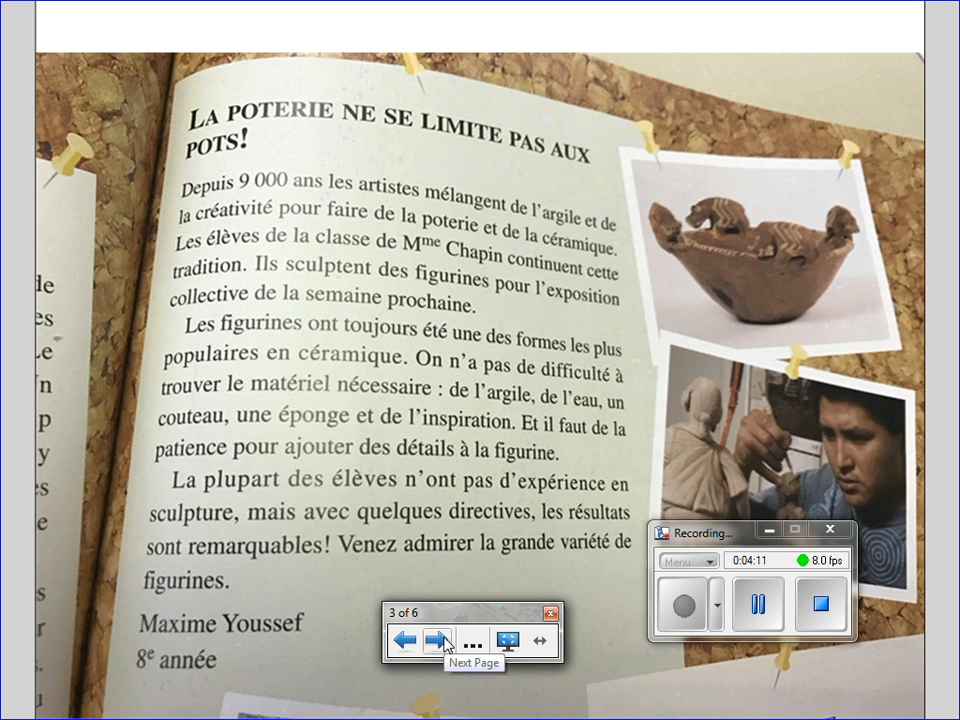 LA POTERIE NE SE LIMITE PAS AUX
POTS!
Depuis 9 000 ans les artistes mélangent de l'argile et de
la créativité pour faire de la poterie et de la céramique.
Les élèves de la classe de Mme Chapin continuent cette
tradition. Ils sculptent des figurines pour l'exposition
collective de la semaine prochaine.
Les figurines ont toujours été une des formes les plus
populaires en céramique. On n'a pas de difficulté à
trouver le matériel nécessaire : de l'argile, de l'eau, un
couteau, une éponge et de l'inspiration. Et il faut de la
patience pour ajouter des détails à la figurine.
La plupart des élèves n'ont pas d'expérience en
sculpture, mais avec quelques directives, les résultats
sont remarquables! Venez admirer la grande variété de
figurines.
Maxime Youssef
8e année
de
es
Recording...
Menu
0:04:11
8.0 fps
3 of 6
...
Next Page